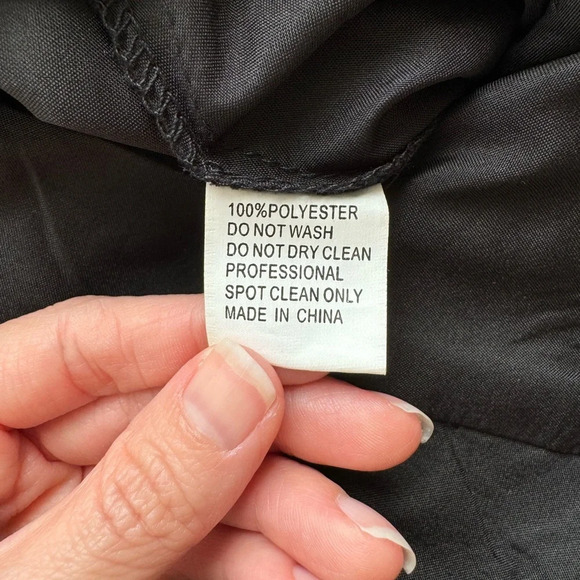 100%POLYESTER
DO NOT WASH
DO NOT DRY CLEAN
PROFESSIONAL
SPOT CLEAN ONLY
MADE IN CHINA